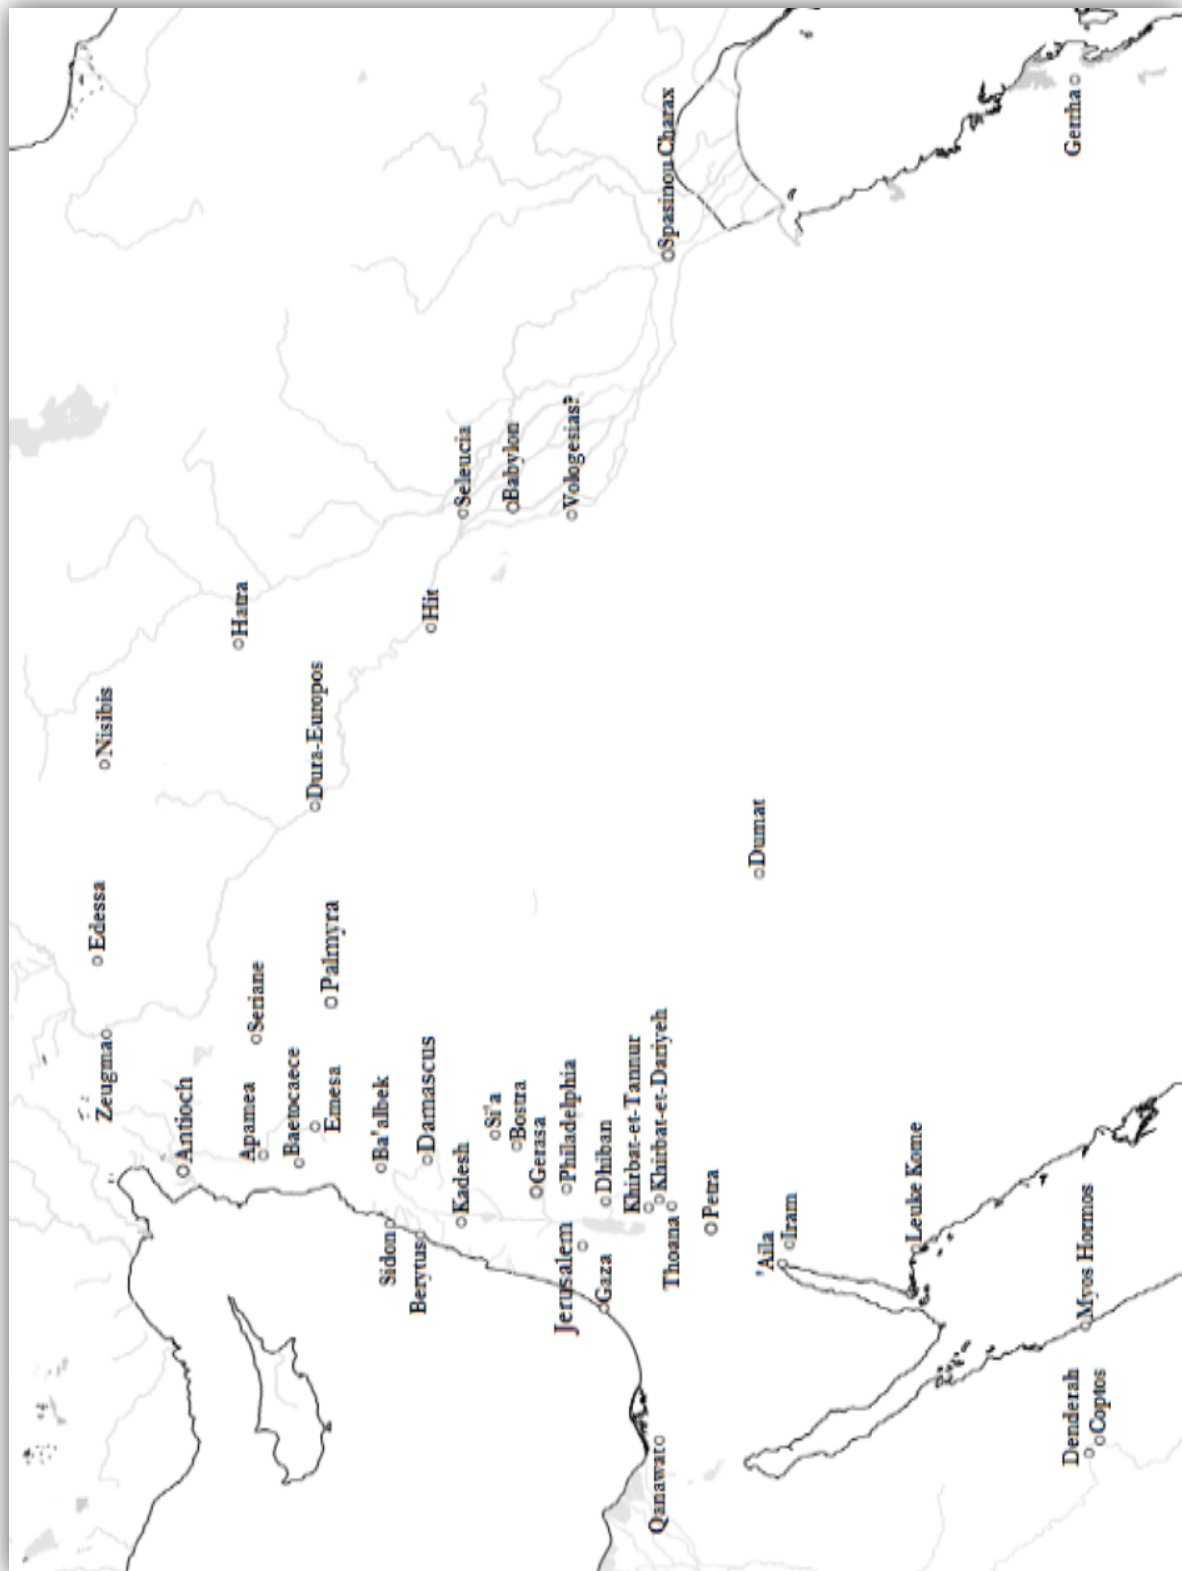 Zeugma
Edessa
Nisibis
Antioch
Apamea
Seriane
Hatra
Baetocaece
Emesa
Palmyra
Dura-Europos
Ba'albek
Sidon
Berytus
Damascus
Hit
Kadesh
Seleucia
Si'a
Bostra
Babylon
Gerasa
Jerusalem
Philadelphia
Vologesias?
Gaza
Dhiban
Khirbat-et-Tannur
Qanawat
Khirbat-et-Dariyeh
Thoana
Spasinou Charax
Petra
Dumat
'Aila
Iram
Leuke Kome
Denderah
Myos Hormos
Gerrha
Coptos